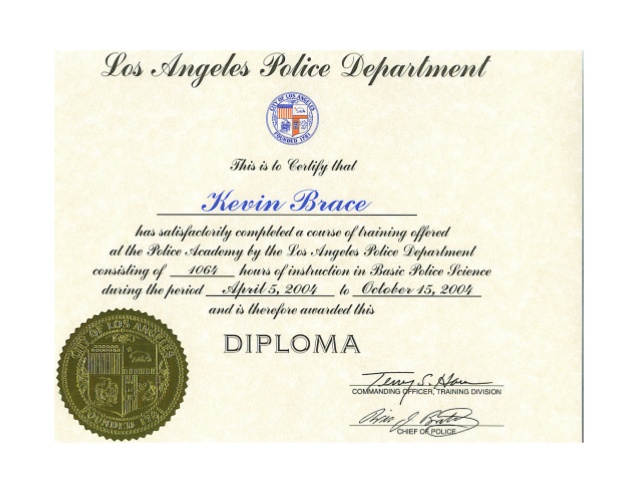 Los Angeles Police Department
CITY OF LOS ANGELES
FOUNDED 1781
This is to Certify that
Kevin Brace
has satisfactorily completed a course of training offered
at the Police Academy by the Los Angeles Police Department
consisting of 1064 hours of instruction in Basic Police Science
during the period April 5, 2004 to October 15, 2004
and is therefore awarded this
DIPLOMA
CITY OF LOS ANGELES
FOUNDED 1781
COMMANDING OFFICER, TRAINING DIVISION
CHIEF OF POLICE